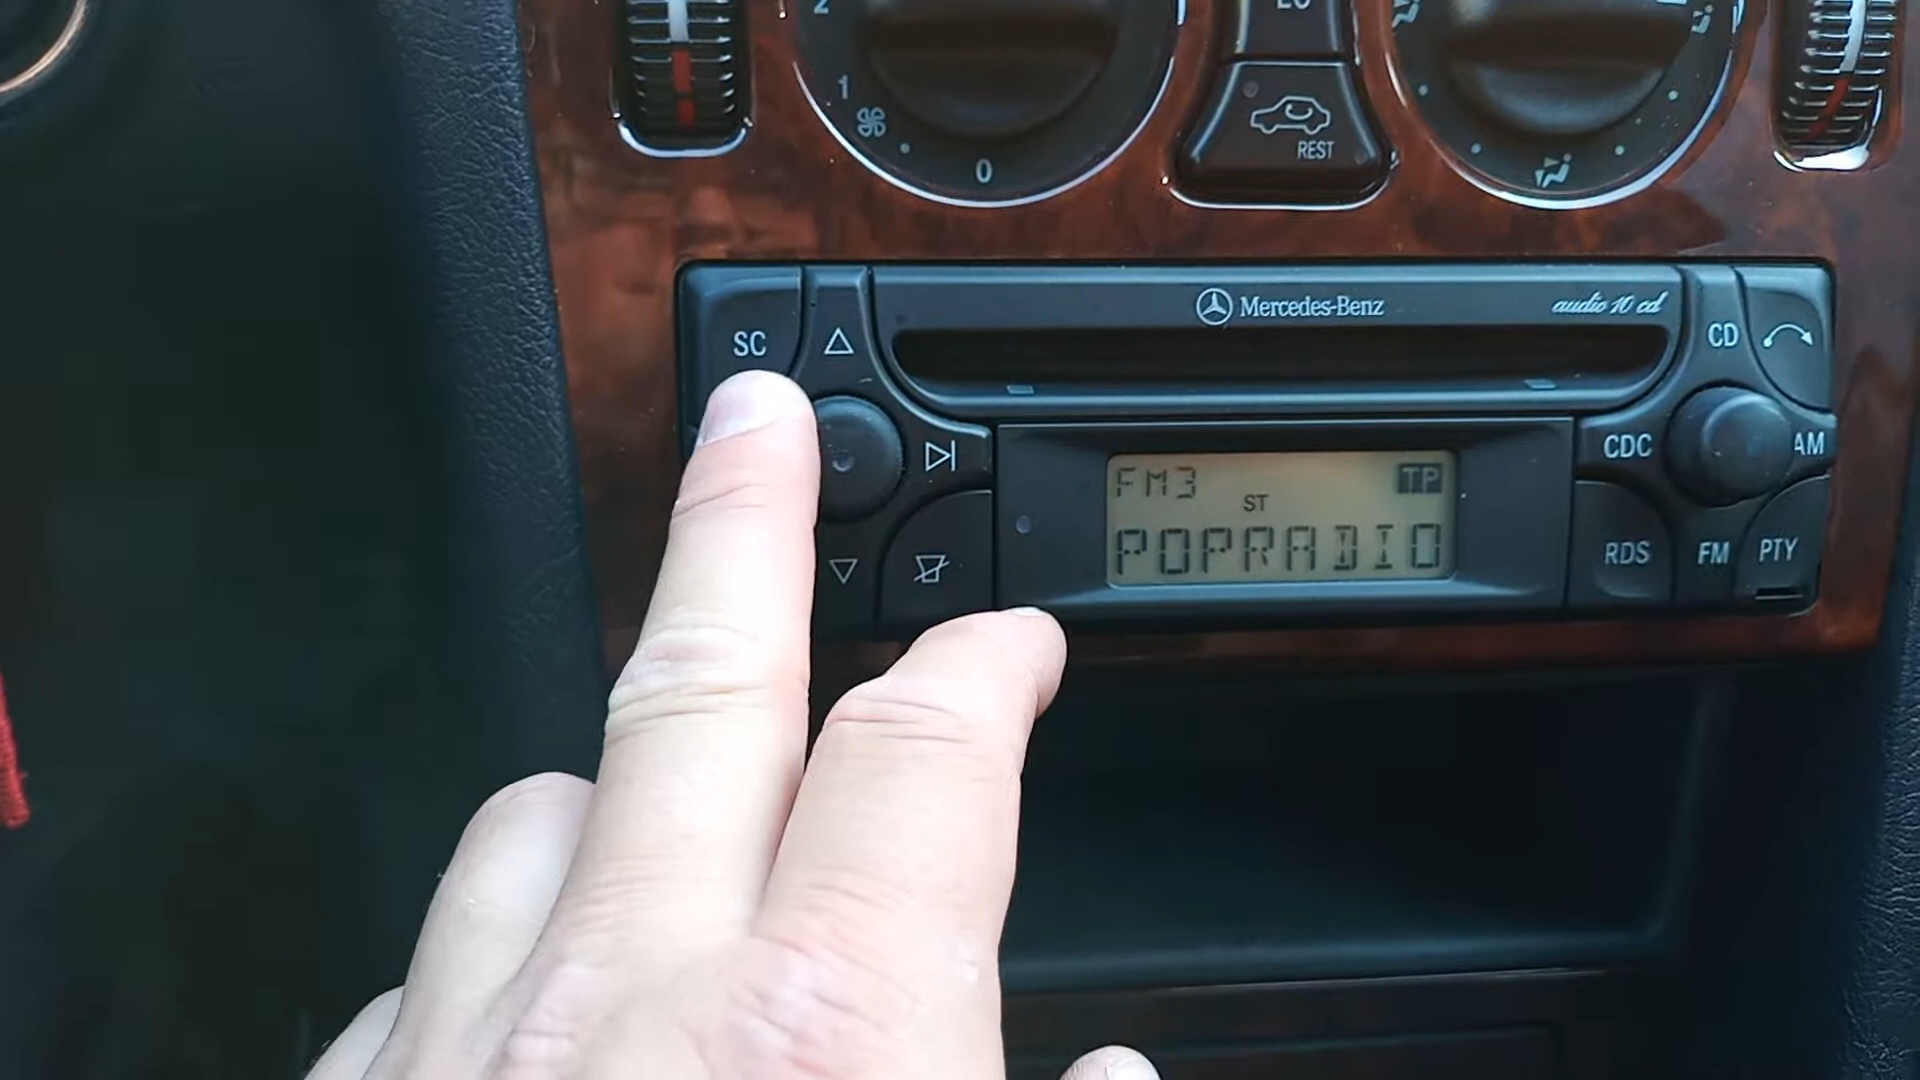 2
1
0
REST
Mercedes-Benz
audio 10 cd
SC
CD
CDC
AM
FM3
TP
ST
POPRADIO
RDS
FM
PTY